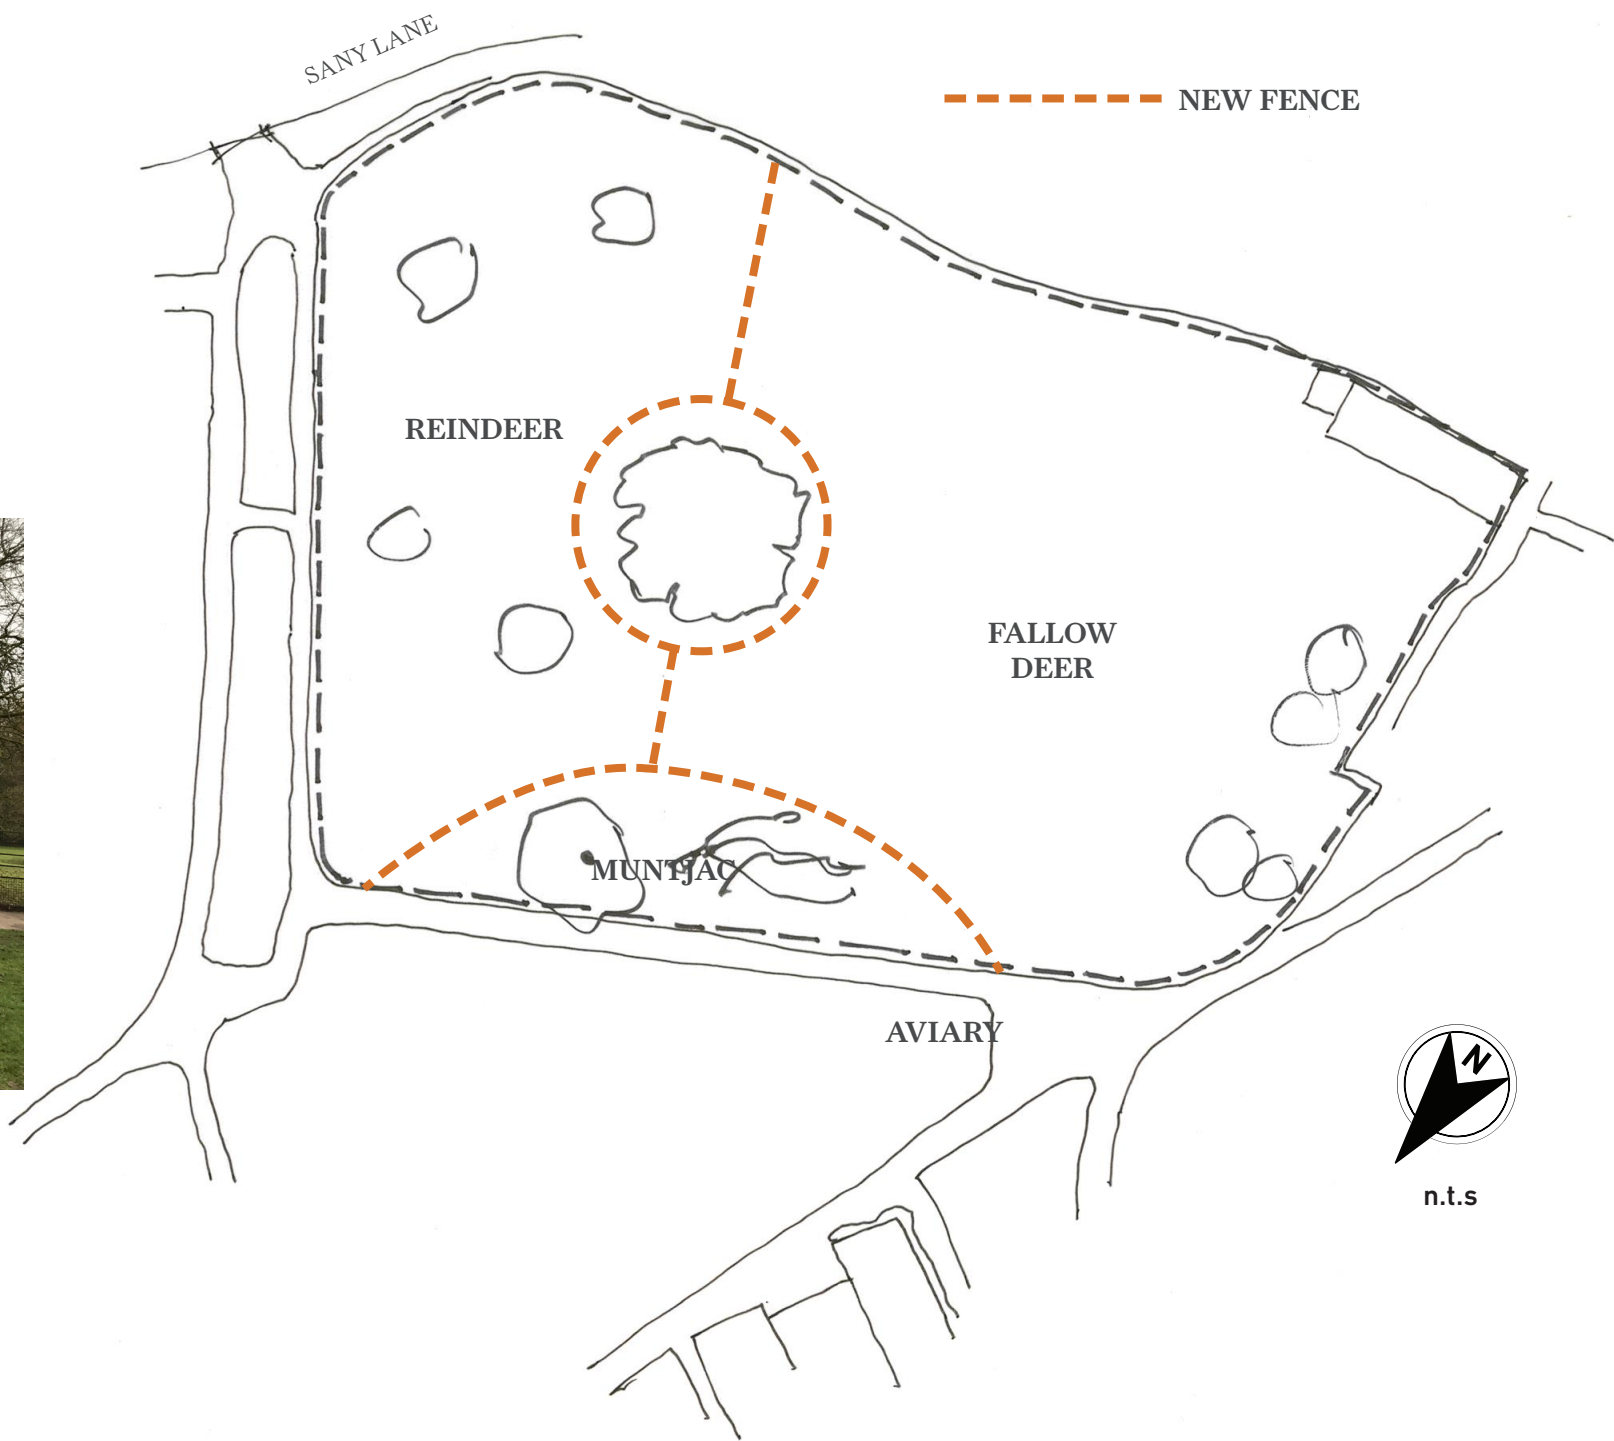 SANY LANE
NEW FENCE
REINDEER
FALLOW
DEER
MUNTJAC
AVIARY
N
n.t.s